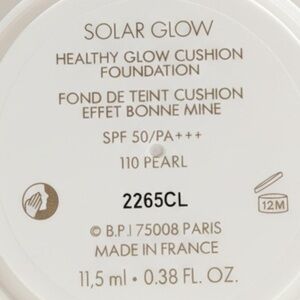 SOLAR GLOW
HEALTHY GLOW CUSHION
FOUNDATION
FOND DE TEINT CUSHION
EFFET BONNE MINE
SPF 50/PA+++
110 PEARL
2265CL
12M
© B.P.I 75008 PARIS
MADE IN FRANCE
11,5 ml • 0.38 FL. OZ.